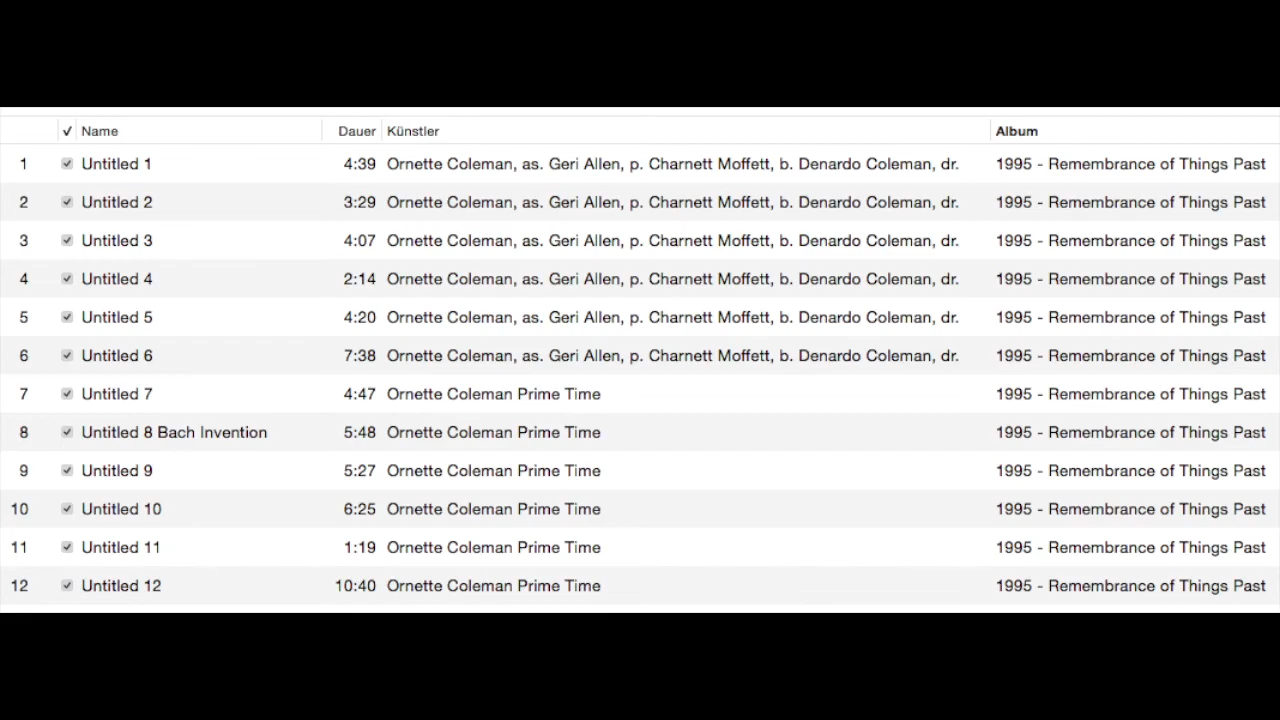 ✓ Name Dauer Künstler Album
1 Untitled 1 4:39 Ornette Coleman, as. Geri Allen, p. Charnett Moffett, b. Denardo Coleman, dr. 1995 - Remembrance of Things Past
2 Untitled 2 3:29 Ornette Coleman, as. Geri Allen, p. Charnett Moffett, b. Denardo Coleman, dr. 1995 - Remembrance of Things Past
3 Untitled 3 4:07 Ornette Coleman, as. Geri Allen, p. Charnett Moffett, b. Denardo Coleman, dr. 1995 - Remembrance of Things Past
4 Untitled 4 2:14 Ornette Coleman, as. Geri Allen, p. Charnett Moffett, b. Denardo Coleman, dr. 1995 - Remembrance of Things Past
5 Untitled 5 4:20 Ornette Coleman, as. Geri Allen, p. Charnett Moffett, b. Denardo Coleman, dr. 1995 - Remembrance of Things Past
6 Untitled 6 7:38 Ornette Coleman, as. Geri Allen, p. Charnett Moffett, b. Denardo Coleman, dr. 1995 - Remembrance of Things Past
7 Untitled 7 4:47 Ornette Coleman Prime Time 1995 - Remembrance of Things Past
8 Untitled 8 Bach Invention 5:48 Ornette Coleman Prime Time 1995 - Remembrance of Things Past
9 Untitled 9 5:27 Ornette Coleman Prime Time 1995 - Remembrance of Things Past
10 Untitled 10 6:25 Ornette Coleman Prime Time 1995 - Remembrance of Things Past
11 Untitled 11 1:19 Ornette Coleman Prime Time 1995 - Remembrance of Things Past
12 Untitled 12 10:40 Ornette Coleman Prime Time 1995 - Remembrance of Things Past